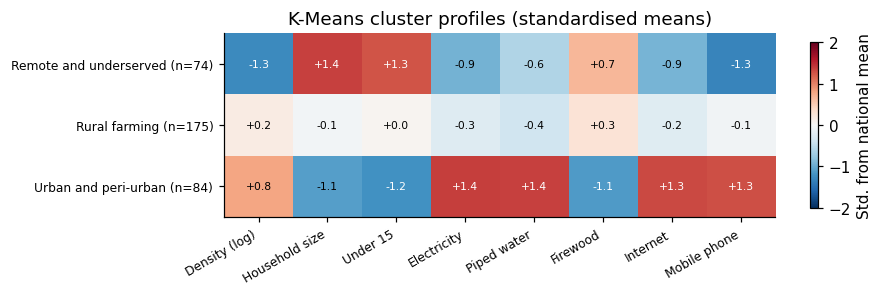 K-Means cluster profiles (standardised means)
Remote and underserved (n=74)
-1.3 +1.4 +1.3 -0.9 -0.6 +0.7 -0.9 -1.3
Rural farming (n=175)
+0.2 -0.1 +0.0 -0.3 -0.4 +0.3 -0.2 -0.1
Urban and peri-urban (n=84)
+0.8 -1.1 -1.2 +1.4 +1.4 -1.1 +1.3 +1.3
Density (log)
Household size
Under 15
Electricity
Piped water
Firewood
Internet
Mobile phone
2
1
0
−1
−2
Std. from national mean